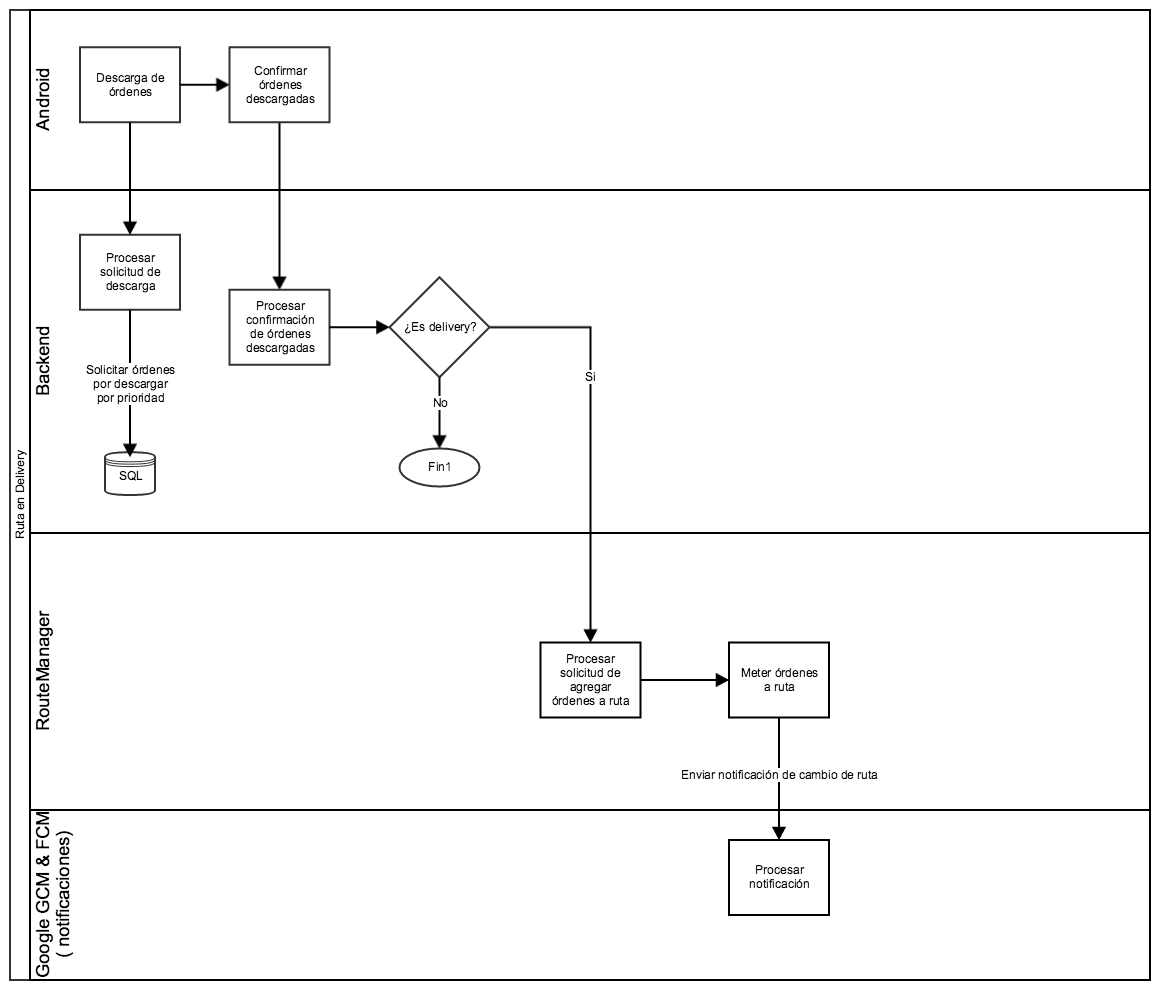 Ruta en Delivery
Android
Descarga de
órdenes
Confirmar
órdenes
descargadas
Backend
Procesar
solicitud de
descarga
Solicitar órdenes
por descargar
por prioridad
SQL
Procesar
confirmación
de órdenes
descargadas
¿Es delivery?
No
Fin1
Si
RouteManager
Procesar
solicitud de
agregar
órdenes a ruta
Meter órdenes
a ruta
Enviar notificación de cambio de ruta
Google GCM & FCM
( notificaciones)
Procesar
notificación